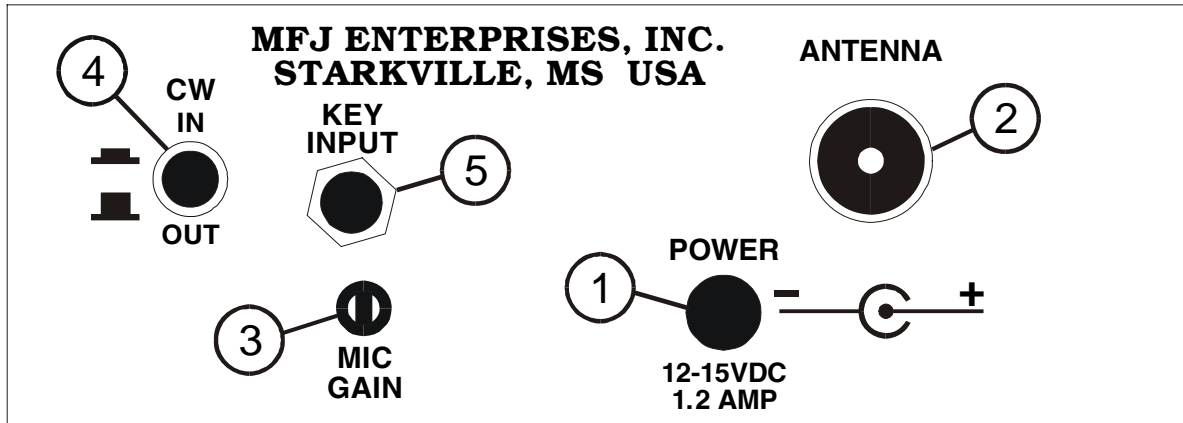 MFJ ENTERPRISES, INC.
STARKVILLE, MS USA
ANTENNA
4
CW
IN
OUT
KEY
INPUT
5
2
POWER
1
- +
12-15VDC
1.2 AMP
3
MIC
GAIN